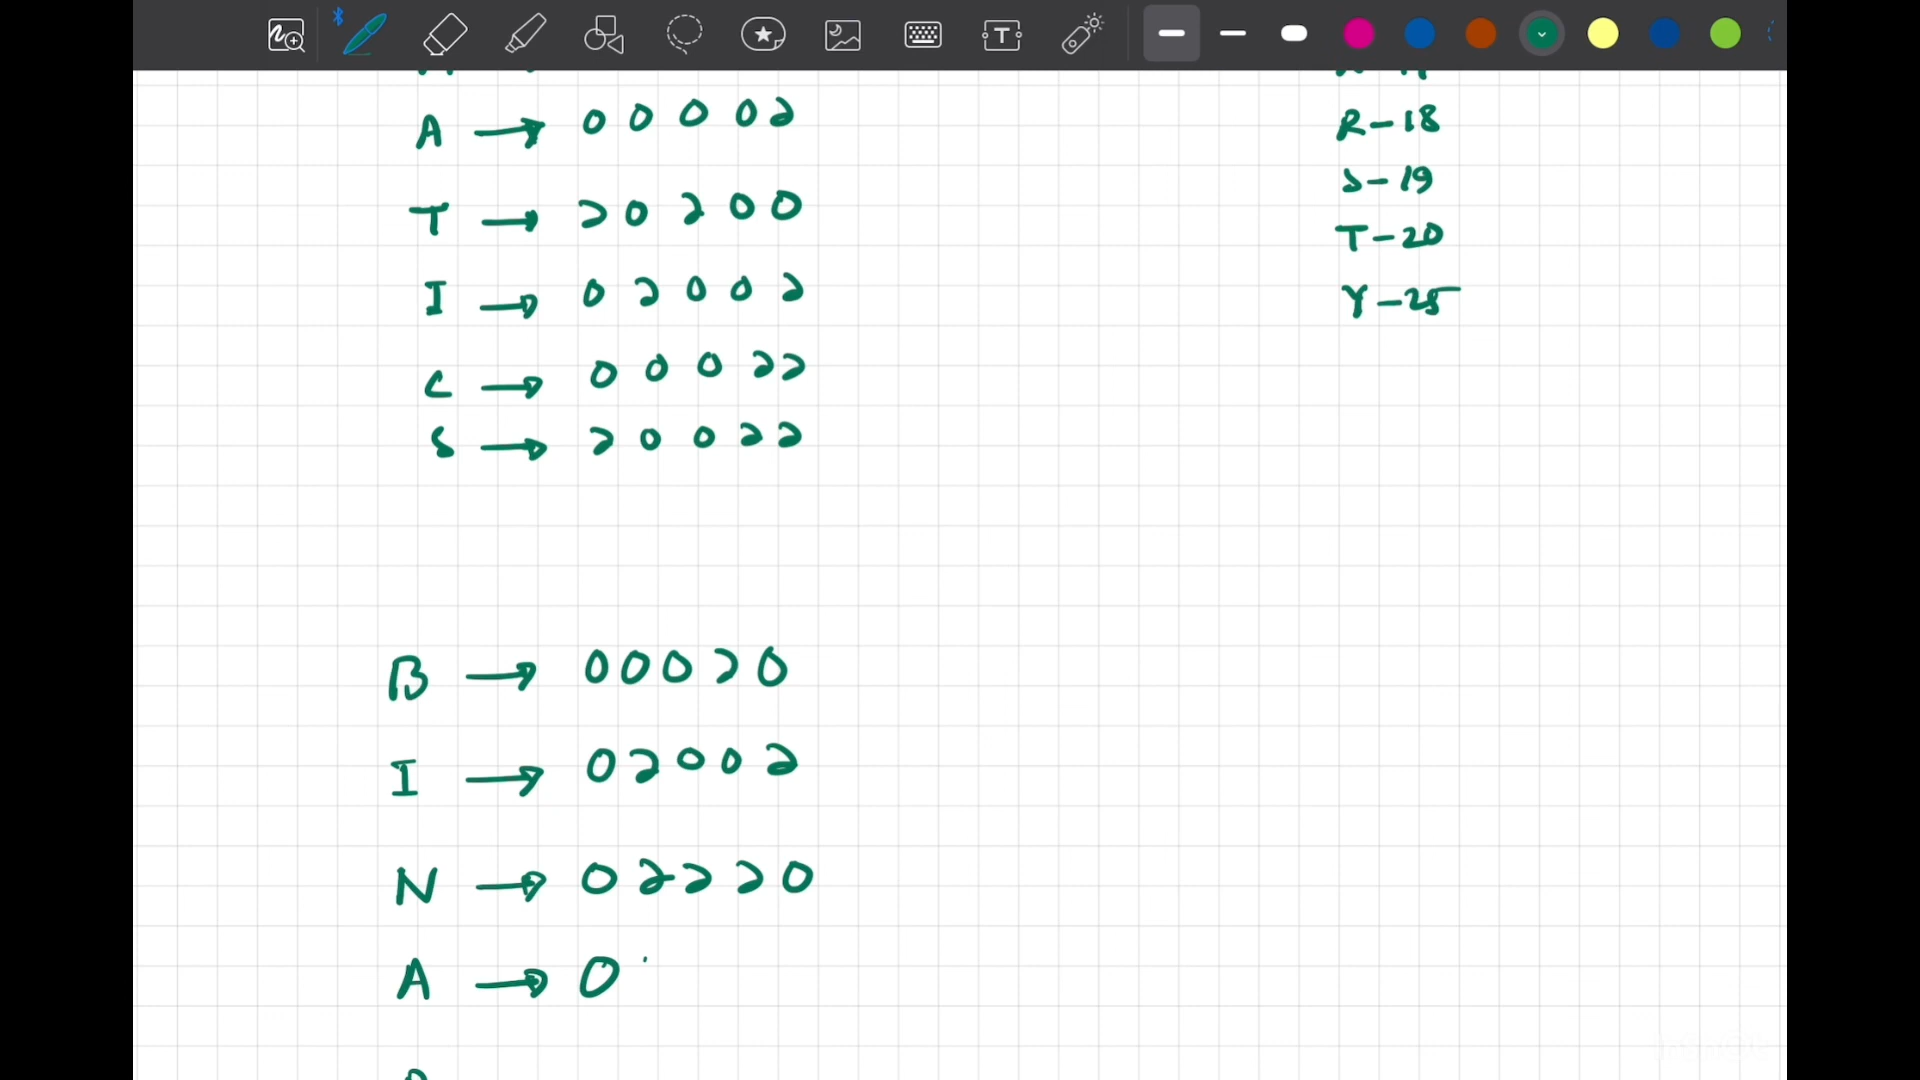 A → 0 0 0 0 2
T → 2 0 2 0 0
I → 0 2 0 0 2
C → 0 0 0 2 2
S → 2 0 0 2 2
B → 0 0 0 2 0
I → 0 2 0 0 2
N → 0 2 2 2 0
A → 0
R - 18
S - 19
T - 20
Y - 25